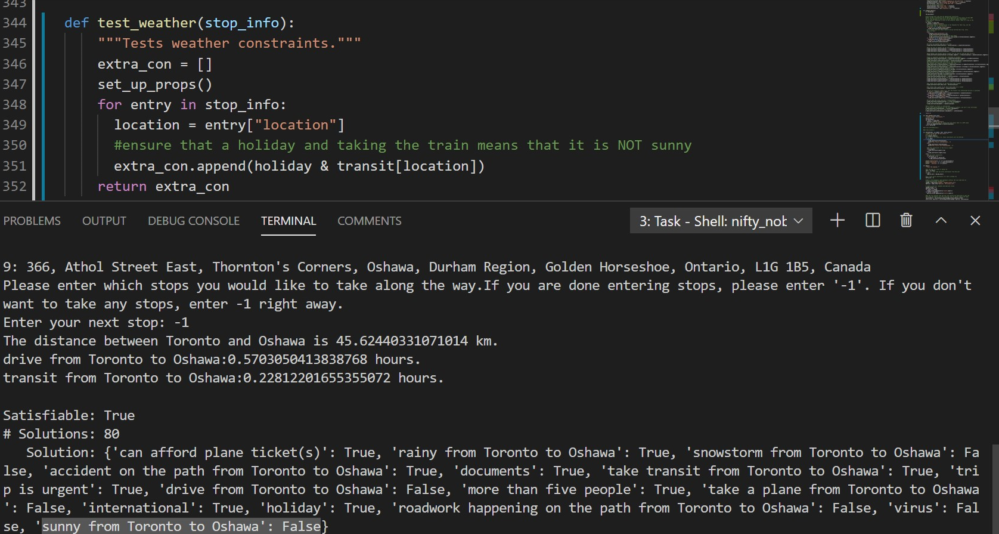 343
344 def test_weather(stop_info):
345 """Tests weather constraints."""
346 extra_con = []
347 set_up_props()
348 for entry in stop_info:
349 location = entry["location"]
350 #ensure that a holiday and taking the train means that it is NOT sunny
351 extra_con.append(holiday & transit[location])
352 return extra_con
PROBLEMS OUTPUT DEBUG CONSOLE TERMINAL COMMENTS 3: Task - Shell: nifty_nob
9: 366, Athol Street East, Thornton's Corners, Oshawa, Durham Region, Golden Horseshoe, Ontario, L1G 1B5, Canada
Please enter which stops you would like to take along the way.If you are done entering stops, please enter '-1'. If you don't
want to take any stops, enter -1 right away.
Enter your next stop: -1
The distance between Toronto and Oshawa is 45.62440331071014 km.
drive from Toronto to Oshawa:0.5703050413838768 hours.
transit from Toronto to Oshawa:0.22812201655355072 hours.
Satisfiable: True
# Solutions: 80
Solution: {'can afford plane ticket(s)': True, 'rainy from Toronto to Oshawa': True, 'snowstorm from Toronto to Oshawa': Fa
lse, 'accident on the path from Toronto to Oshawa': True, 'documents': True, 'take transit from Toronto to Oshawa': True, 'tri
p is urgent': True, 'drive from Toronto to Oshawa': False, 'more than five people': True, 'take a plane from Toronto to Oshawa
': False, 'international': True, 'holiday': True, 'roadwork happening on the path from Toronto to Oshawa': False, 'virus': Fal
se, 'sunny from Toronto to Oshawa': False}